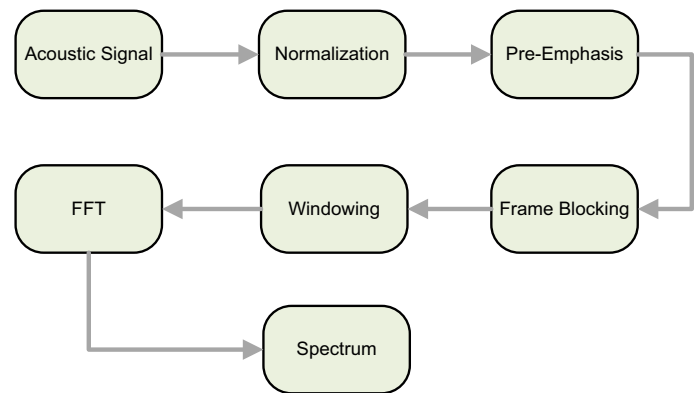 Acoustic Signal
Normalization
Pre-Emphasis
Frame Blocking
Windowing
FFT
Spectrum